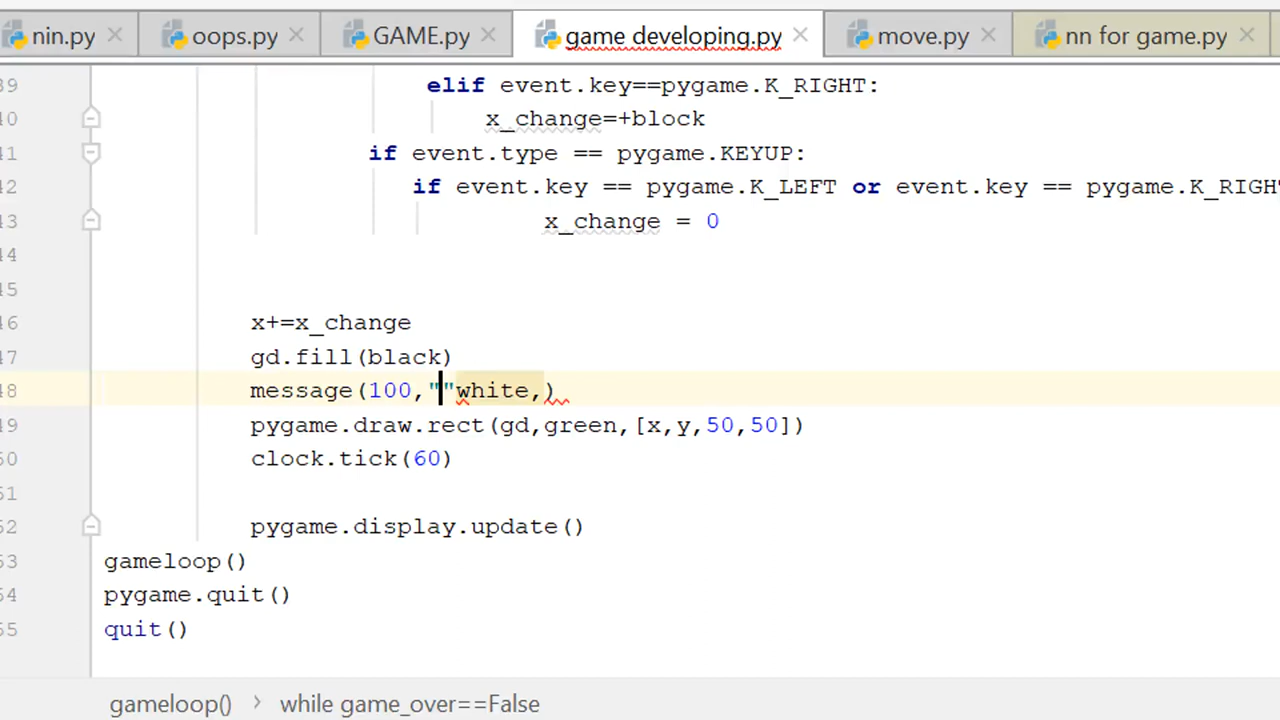 nin.py oops.py GAME.py game developing.py move.py nn for game.py
39 elif event.key==pygame.K_RIGHT:
40 x_change=+block
41 if event.type == pygame.KEYUP:
42 if event.key == pygame.K_LEFT or event.key == pygame.K_RIGHT
43 x_change = 0
44
45
46 x+=x_change
47 gd.fill(black)
48 message(100,""white,)
49 pygame.draw.rect(gd,green,[x,y,50,50])
50 clock.tick(60)
51
52 pygame.display.update()
53 gameloop()
54 pygame.quit()
55 quit()
gameloop() › while game_over==False